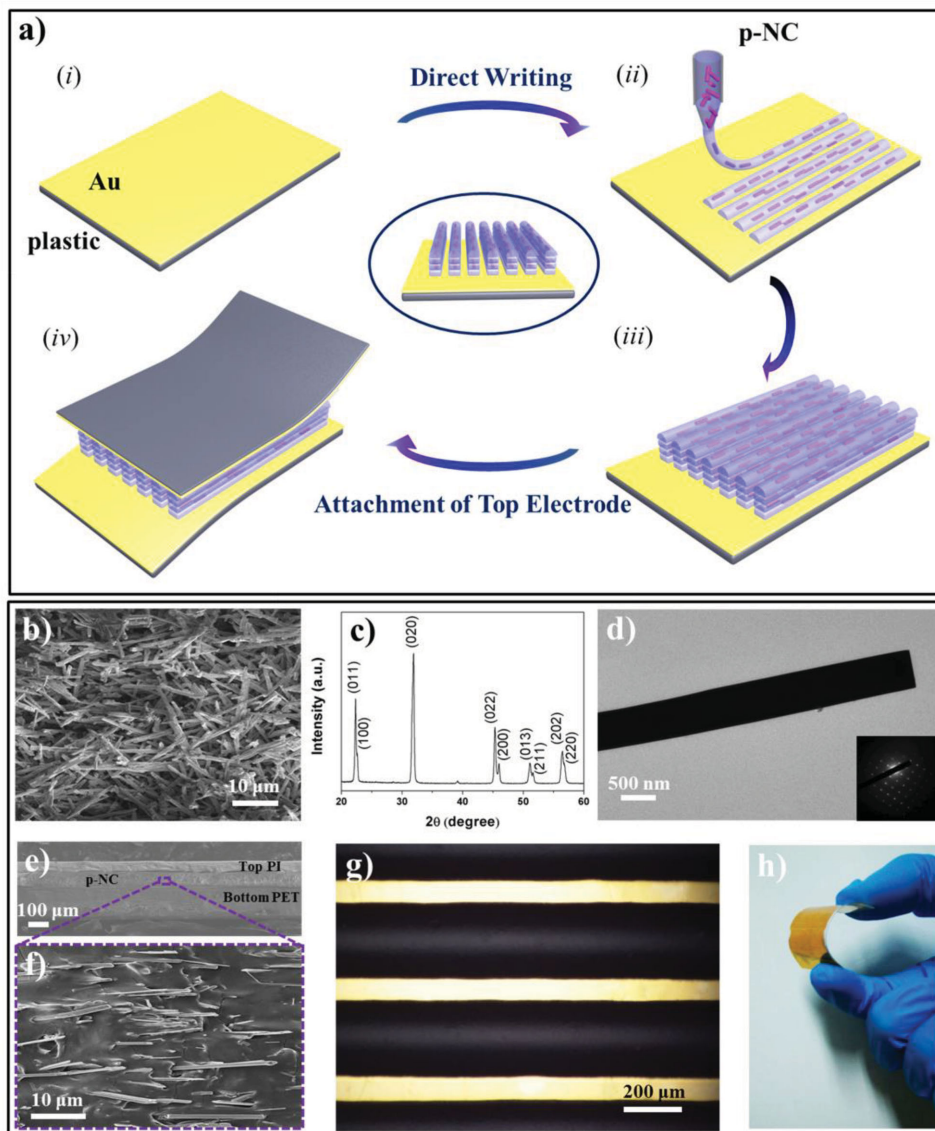 a)
(i)
Au
plastic
Direct Writing
p-NC
(ii)
(iii)
Attachment of Top Electrode
(iv)
b)
10 µm
c)
Intensity (a.u.)
(011)
(100)
(020)
(022)
(200)
(013)
(211)
(202)
(220)
20 30 40 50 60
2θ (degree)
d)
500 nm
e)
Top PI
p-NC
Bottom PET
100 µm
f)
10 µm
g)
200 µm
h)